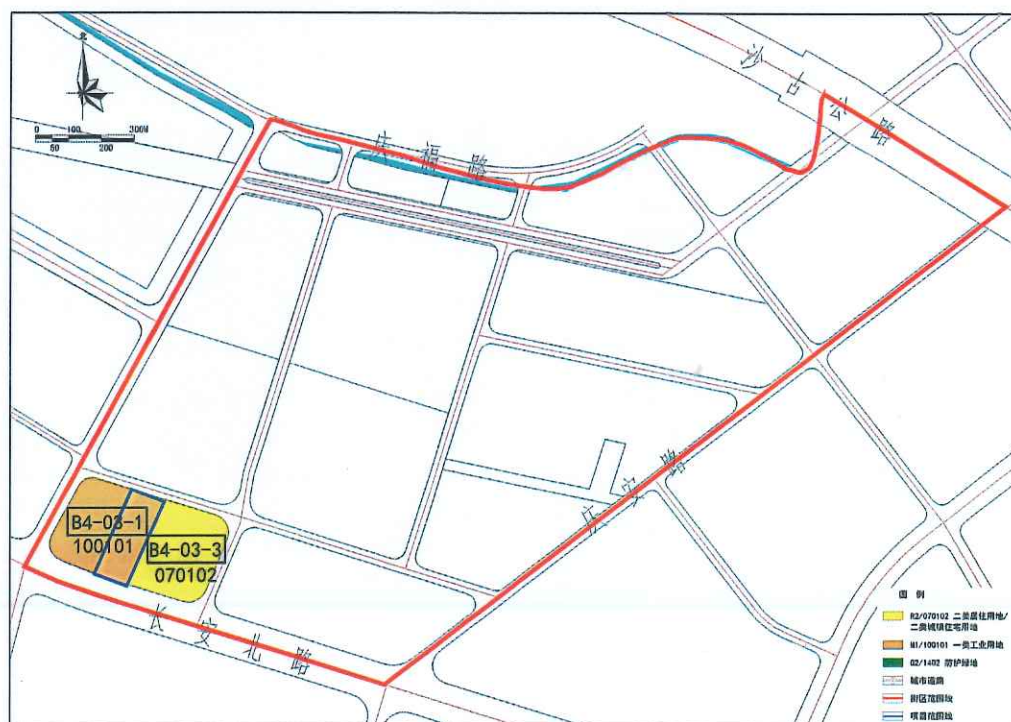 北
0 100 300M
50 200
沙古公路
庆福路
庆安路
长安北路
B4-03-1
100101
B4-03-3
070102
图 例
R2/070102 二类居住用地/
二类城镇住宅用地
M1/100101 一类工业用地
G2/1402 防护绿地
城市道路
街区范围线
项目范围线